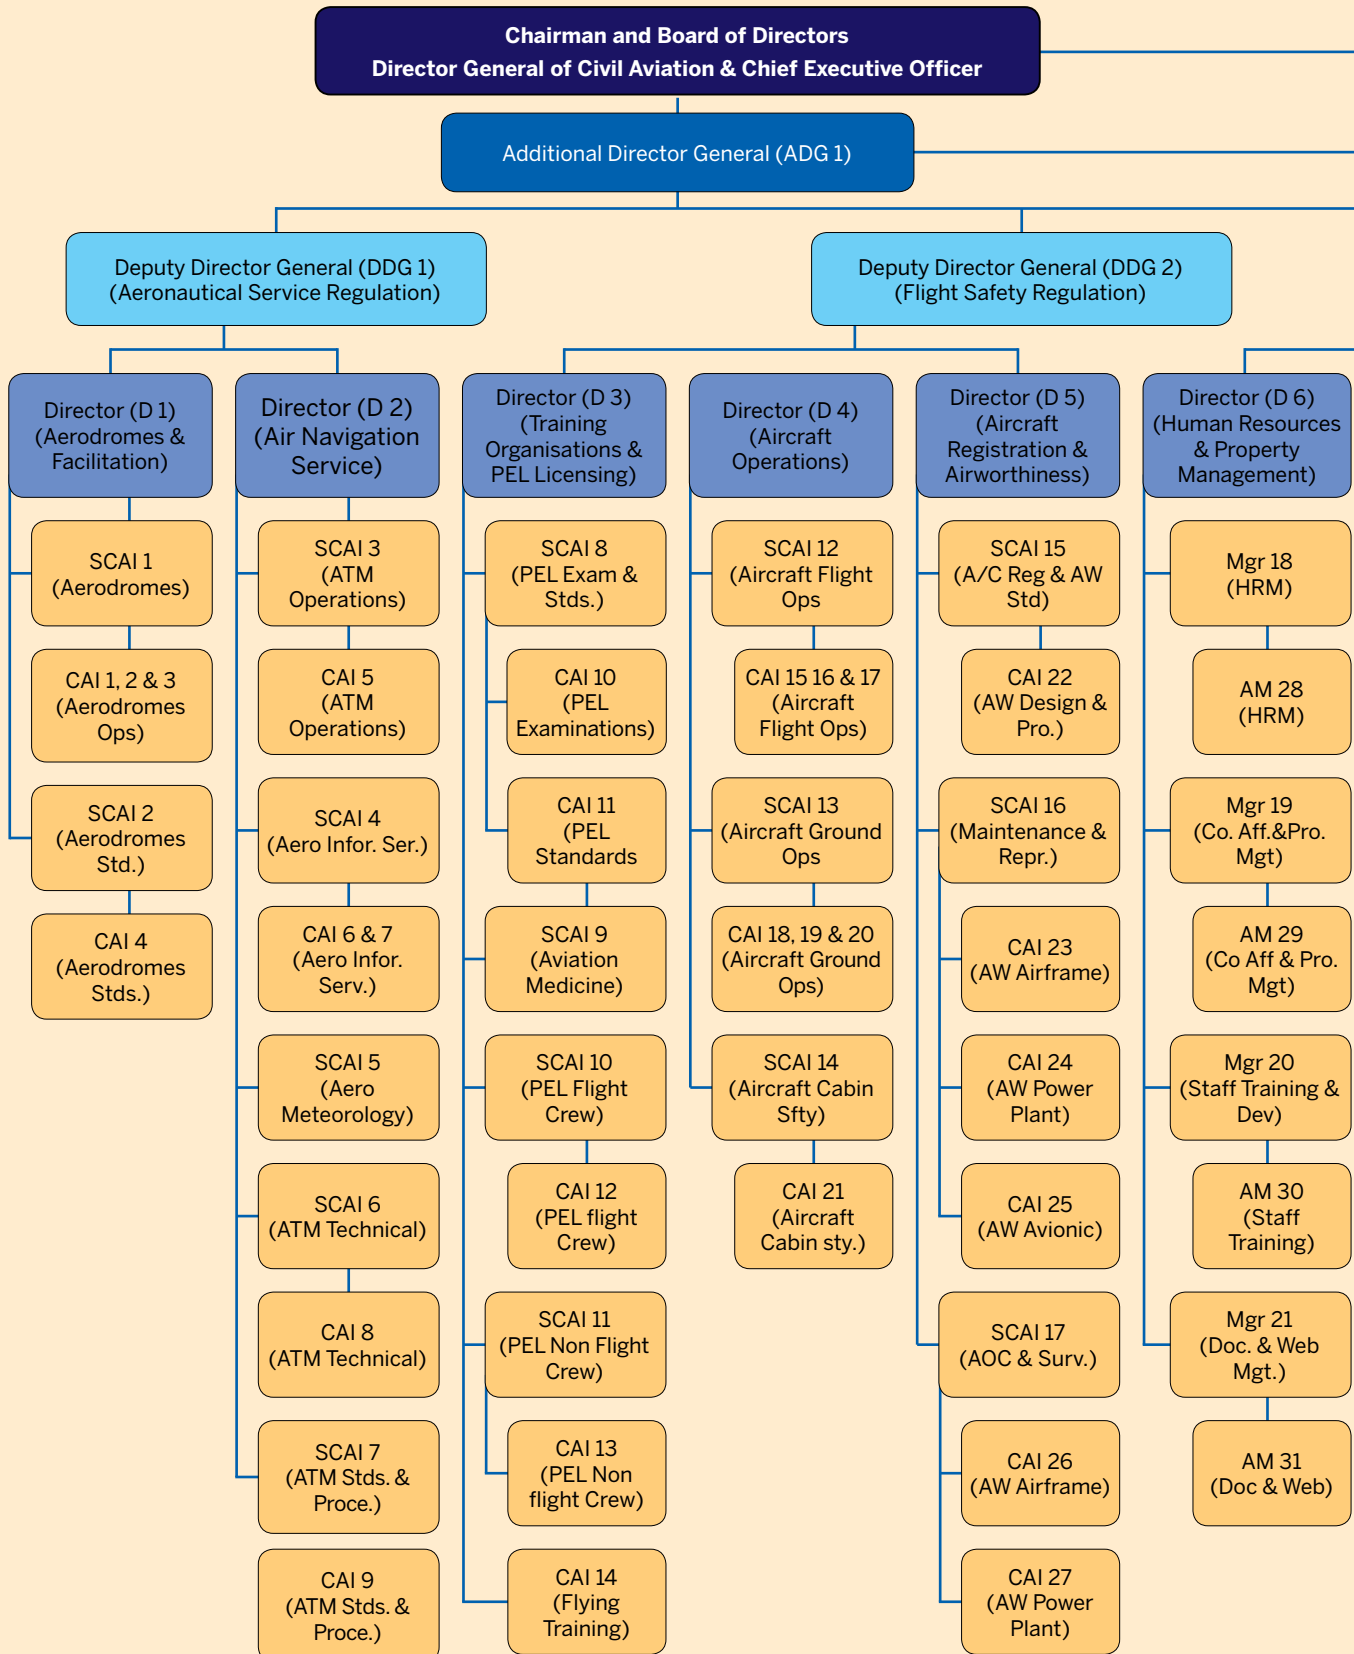 Chairman and Board of Directors
Director General of Civil Aviation & Chief Executive Officer
Additional Director General (ADG 1)
Deputy Director General (DDG 1)
(Aeronautical Service Regulation)
Deputy Director General (DDG 2)
(Flight Safety Regulation)
Director (D 1)
(Aerodromes &
Facilitation)
SCAI 1
(Aerodromes)
CAI 1, 2 & 3
(Aerodromes
Ops)
SCAI 2
(Aerodromes
Std.)
CAI 4
(Aerodromes
Stds.)
Director (D 2)
(Air Navigation
Service)
SCAI 3
(ATM
Operations)
CAI 5
(ATM
Operations)
SCAI 4
(Aero Infor. Ser.)
CAI 6 & 7
(Aero Infor.
Serv.)
SCAI 5
(Aero
Meteorology)
SCAI 6
(ATM Technical)
CAI 8
(ATM Technical)
SCAI 7
(ATM Stds. &
Proce.)
CAI 9
(ATM Stds. &
Proce.)
Director (D 3)
(Training
Organisations &
PEL Licensing)
SCAI 8
(PEL Exam &
Stds.)
CAI 10
(PEL
Examinations)
CAI 11
(PEL
Standards
SCAI 9
(Aviation
Medicine)
SCAI 10
(PEL Flight
Crew)
CAI 12
(PEL flight
Crew)
SCAI 11
(PEL Non Flight
Crew)
CAI 13
(PEL Non
flight Crew)
CAI 14
(Flying
Training)
Director (D 4)
(Aircraft
Operations)
SCAI 12
(Aircraft Flight
Ops
CAI 15 16 & 17
(Aircraft
Flight Ops)
SCAI 13
(Aircraft Ground
Ops
CAI 18, 19 & 20
(Aircraft Ground
Ops)
SCAI 14
(Aircraft Cabin
Sfty)
CAI 21
(Aircraft
Cabin sty.)
Director (D 5)
(Aircraft
Registration &
Airworthiness)
SCAI 15
(A/C Reg & AW
Std)
CAI 22
(AW Design &
Pro.)
SCAI 16
(Maintenance &
Repr.)
CAI 23
(AW Airframe)
CAI 24
(AW Power
Plant)
CAI 25
(AW Avionic)
SCAI 17
(AOC & Surv.)
CAI 26
(AW Airframe)
CAI 27
(AW Power
Plant)
Director (D 6)
(Human Resources
& Property
Management)
Mgr 18
(HRM)
AM 28
(HRM)
Mgr 19
(Co. Aff.&Pro.
Mgt)
AM 29
(Co Aff & Pro.
Mgt)
Mgr 20
(Staff Training &
Dev)
AM 30
(Staff
Training)
Mgr 21
(Doc. & Web
Mgt.)
AM 31
(Doc & Web)